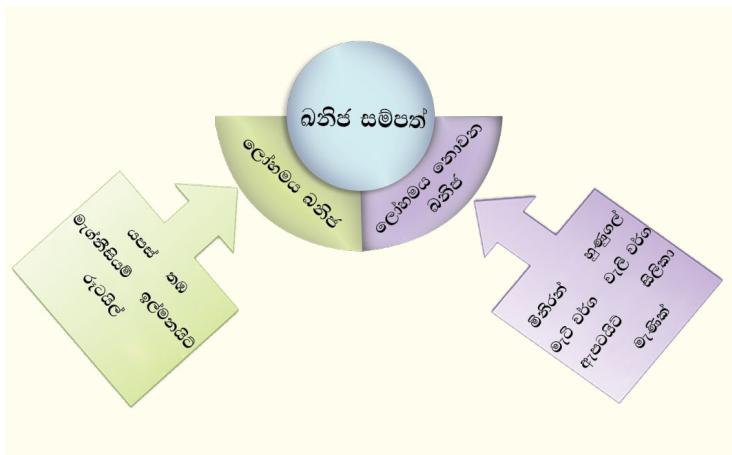 ඛනිජ සම්පත්
ලෝහමය ඛනිජ
ලෝහමය නොවන
ඛනිජ
යපස්
තඹ
මැග්නීසියම්
ඉල්මනයිට්
රූටයිල්
හුණුගල්
වැලි වර්ග
සිලිකා
මිනිරන්
මැටි වර්ග
ඇපටයිට්
මැණික්